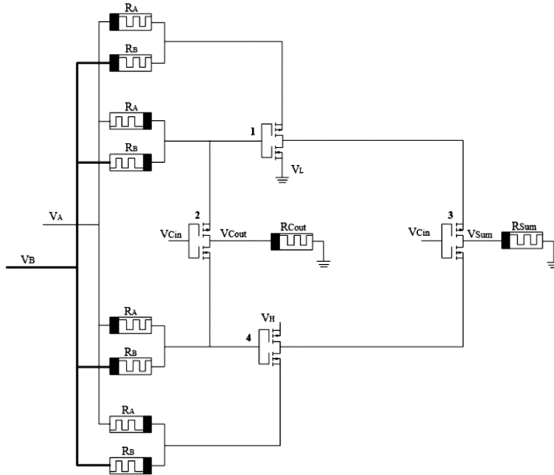 RA
RB
RA
RB
1
VL
VA
VB
VCin
2
VCout
RCout
VCin
3
VSum
RSum
RA
RB
VH
4
RA
RB